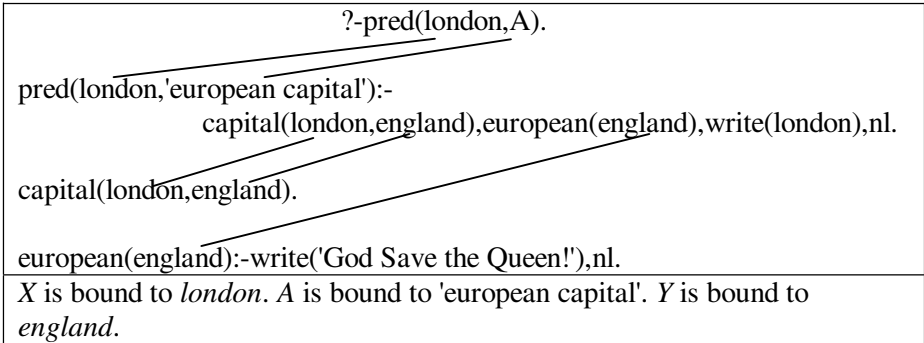 ?-pred(london,A).
pred(london,'european capital'):-
capital(london,england),european(england),write(london),nl.
capital(london,england).
european(england):-write('God Save the Queen!'),nl.
X is bound to london. A is bound to 'european capital'. Y is bound to
england.